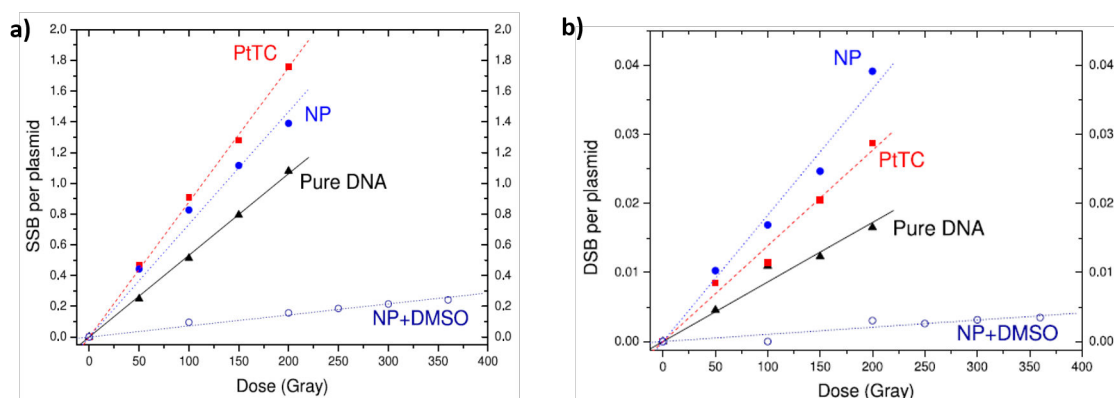 a)
SSB per plasmid
2.0
1.8
1.6
1.4
1.2
1.0
0.8
0.6
0.4
0.2
0.0
PtTC
NP
Pure DNA
NP+DMSO
2.0
1.8
1.6
1.4
1.2
1.0
0.8
0.6
0.4
0.2
0.0
0 50 100 150 200 250 300 350 400
Dose (Gray)
b)
DSB per plasmid
0.04
0.03
0.02
0.01
0.00
NP
PtTC
Pure DNA
NP+DMSO
0.04
0.03
0.02
0.01
0.00
0 50 100 150 200 250 300 350 400
Dose (Gray)